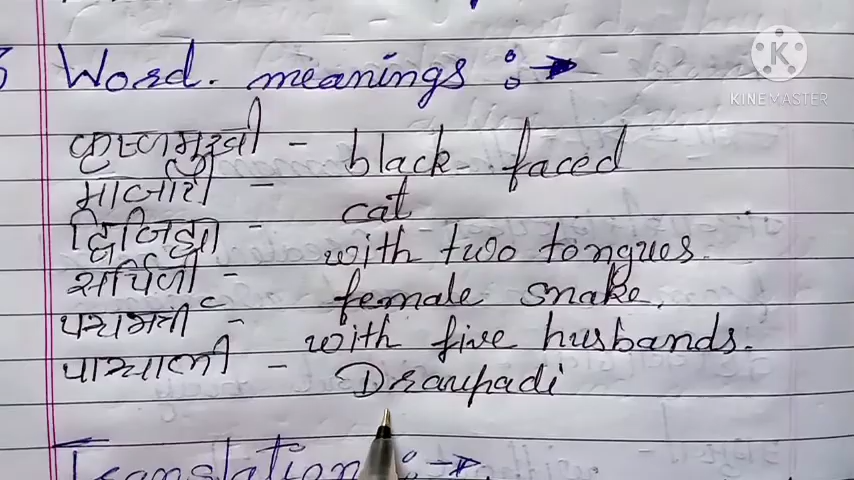 Word. meanings :→
कृष्णमुखी - black faced
मार्जारी - cat
द्विजिह्वा - with two tongues.
सर्पिणी - female snake.
पञ्चभर्त्री - with five husbands.
पाञ्चाली - Draupadi
Translation :→
KINEMASTER